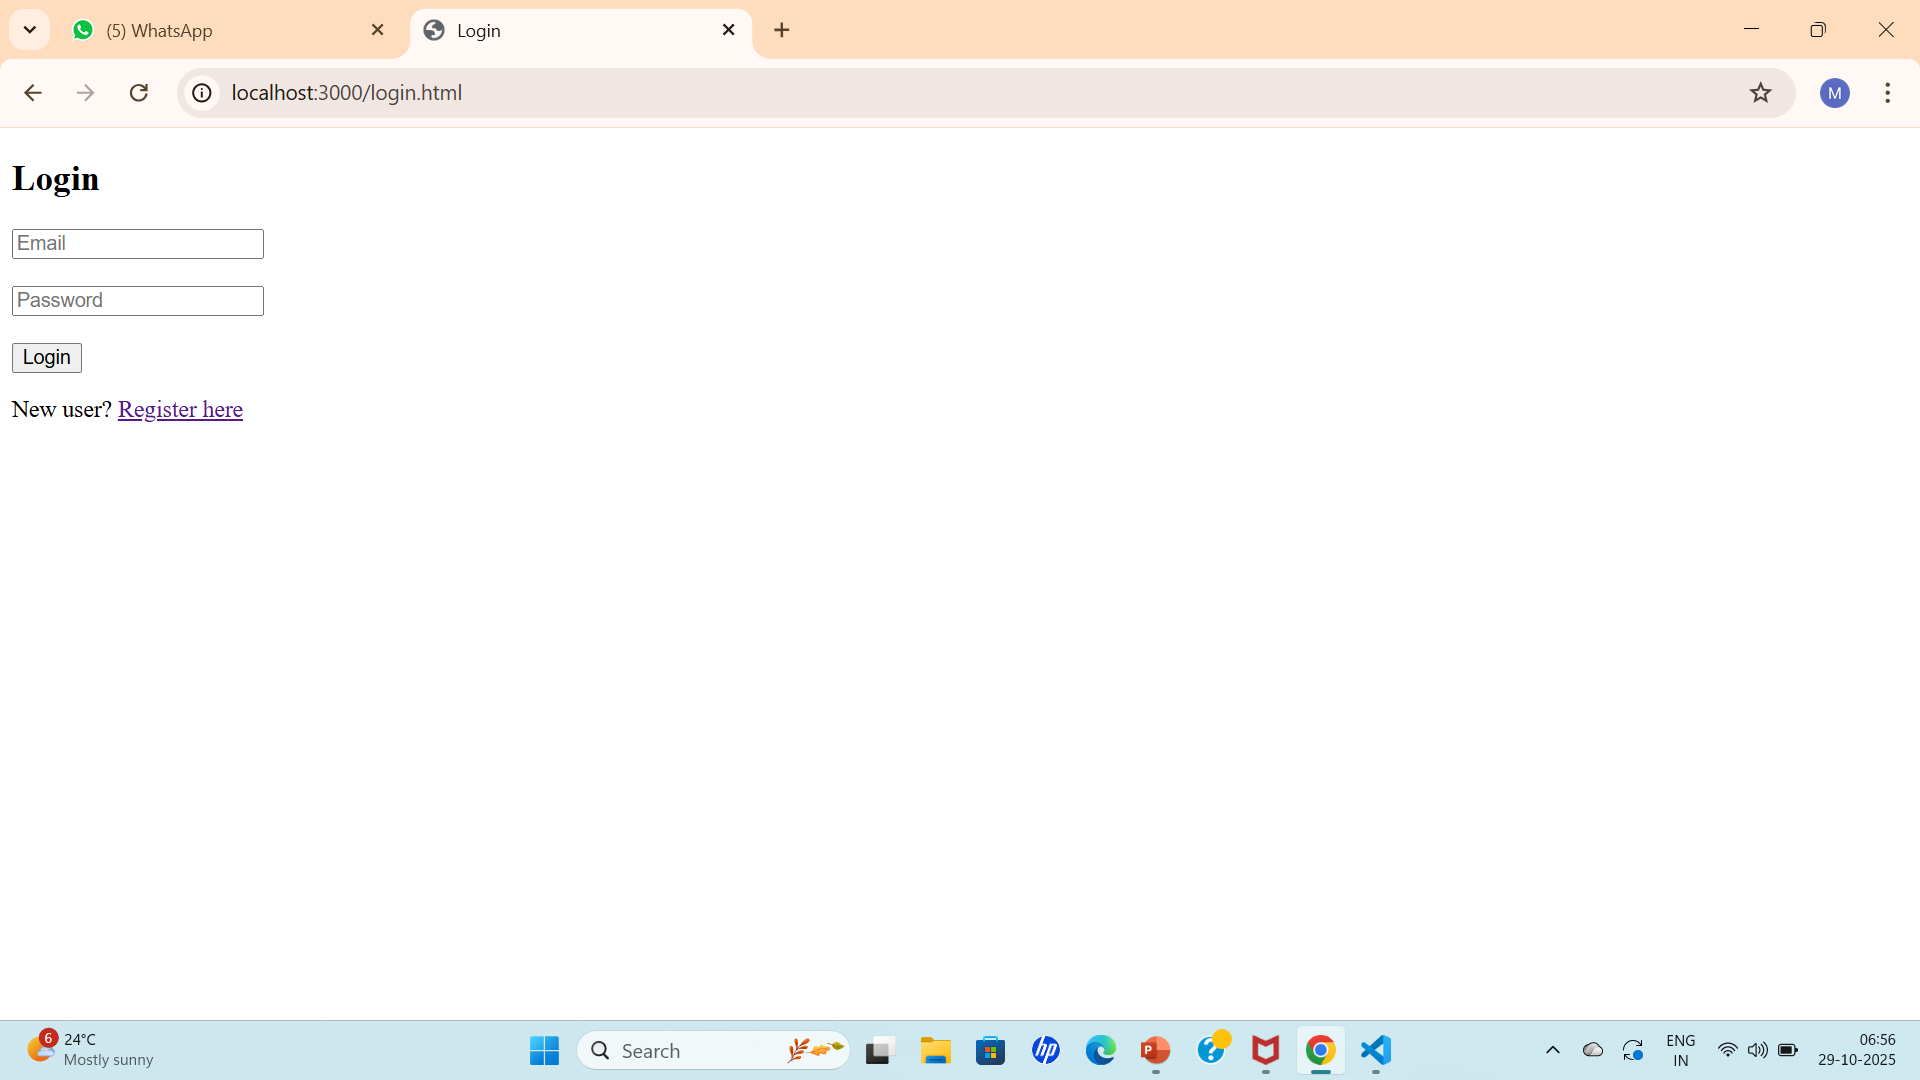 (5) WhatsApp
Login
localhost:3000/login.html
M
Login
Email
Password
Login
New user? Register here
6
24°C
Mostly sunny
Search
hp
P
?
ENG
IN
06:56
29-10-2025